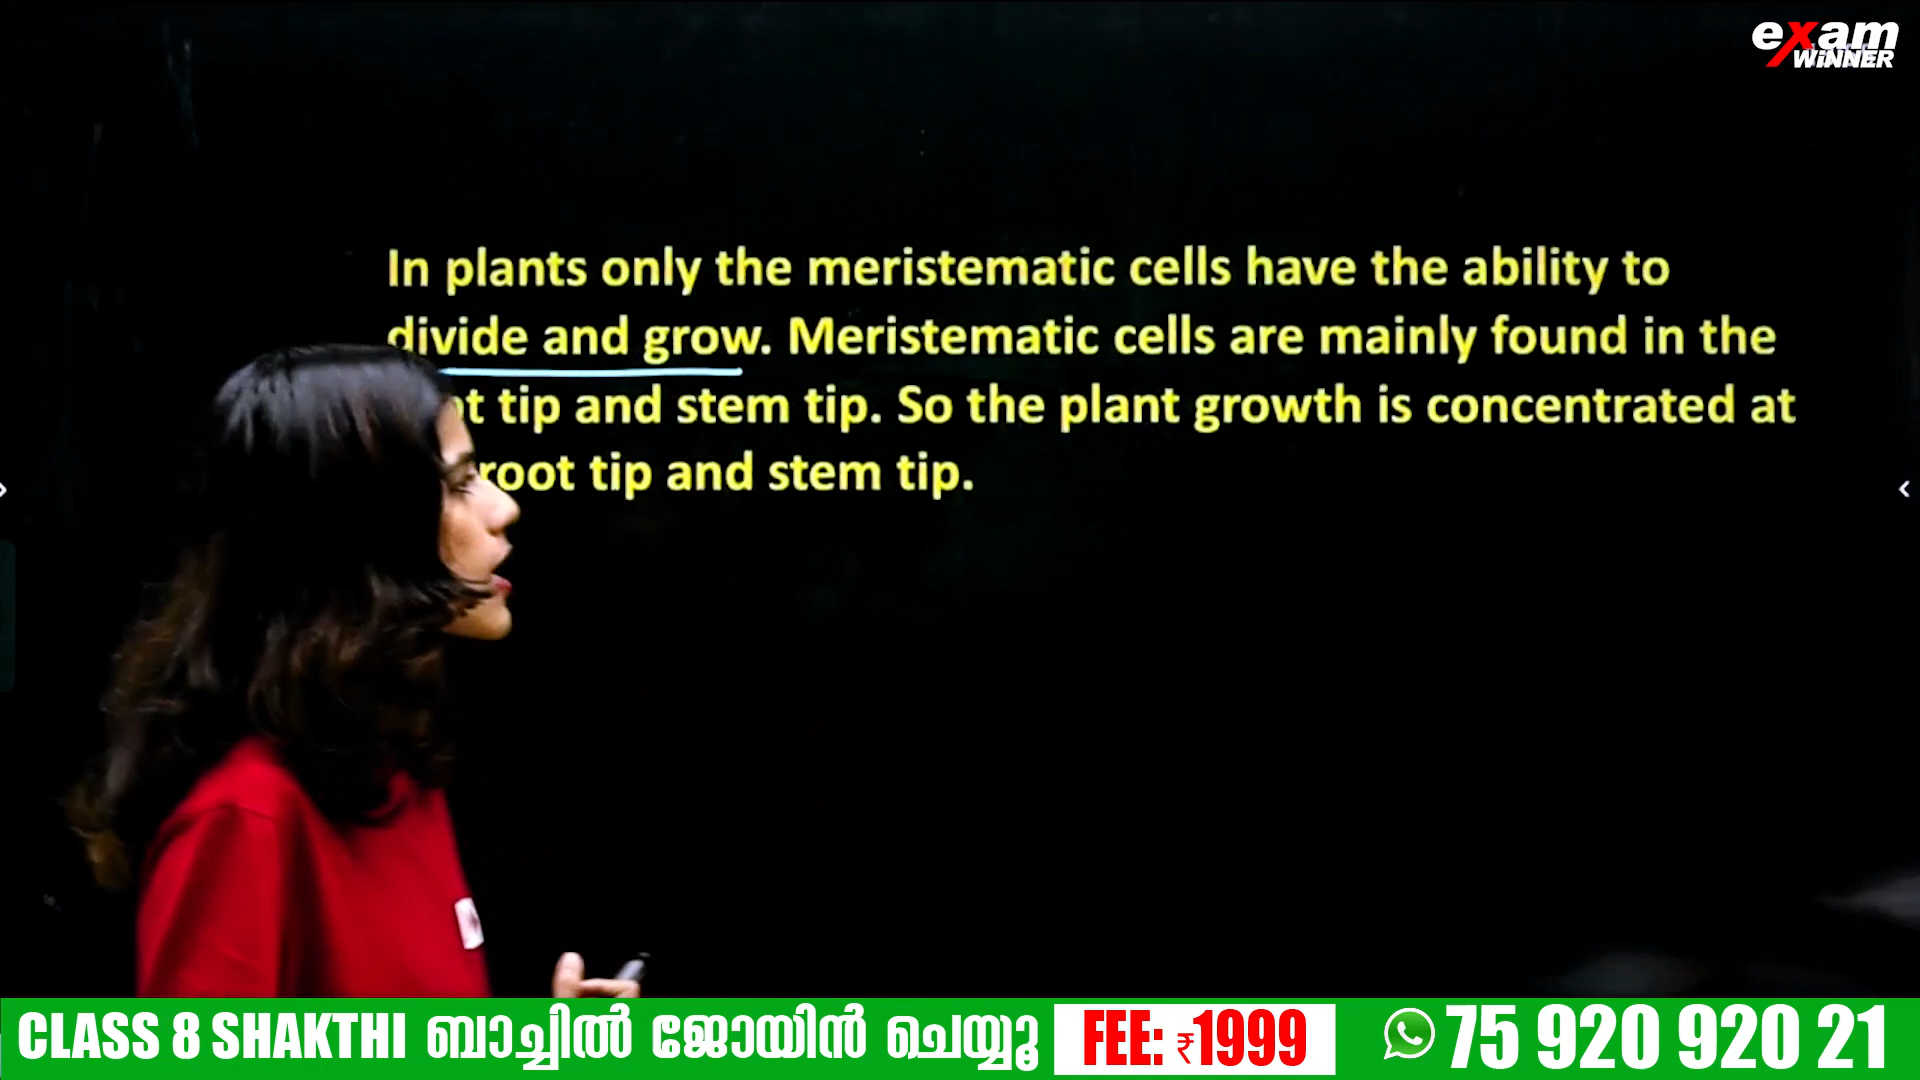 exam
WINNER
In plants only the meristematic cells have the ability to
divide and grow. Meristematic cells are mainly found in the
tip and stem tip. So the plant growth is concentrated at
root tip and stem tip.
CLASS 8 SHAKTHI ബാച്ചിൽ ജോയിൻ ചെയ്യൂ FEE: ₹1999 75 920 920 21